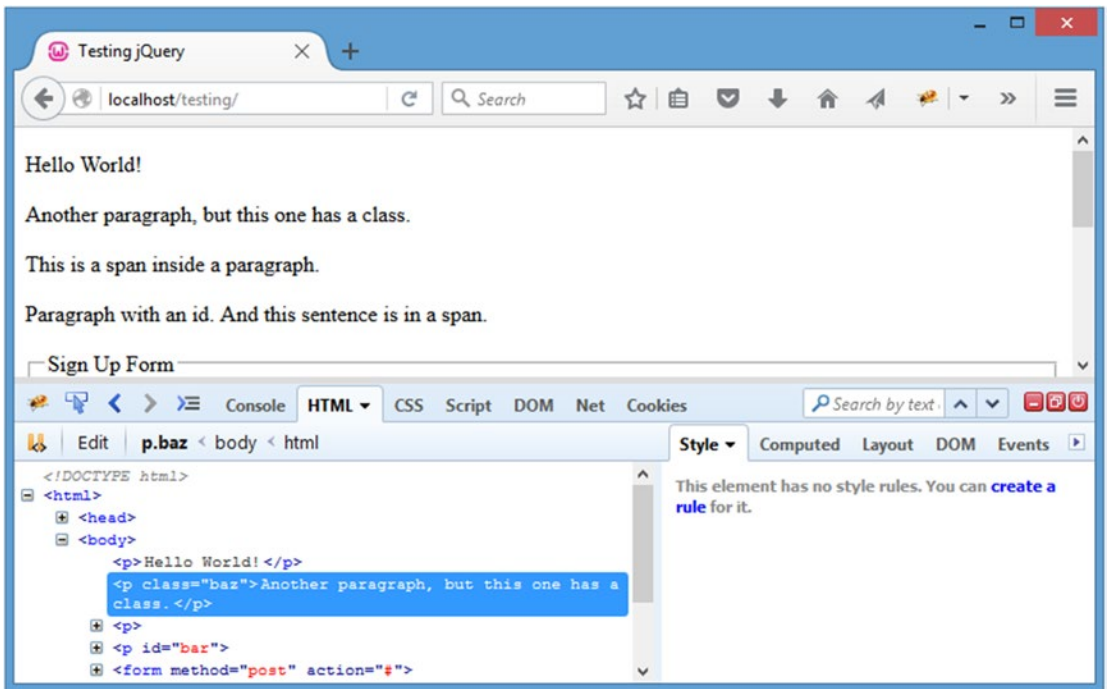 Testing jQuery
localhost/testing/
Search
Hello World!
Another paragraph, but this one has a class.
This is a span inside a paragraph.
Paragraph with an id. And this sentence is in a span.
Sign Up Form
Console HTML CSS Script DOM Net Cookies
Search by text
Edit p.baz < body < html
Style Computed Layout DOM Events
<!DOCTYPE html>
<html>
<head>
<body>
<p>Hello World!</p>
<p class="baz">Another paragraph, but this one has a
class.</p>
<p>
<p id="bar">
<form method="post" action="#">
This element has no style rules. You can create a
rule for it.